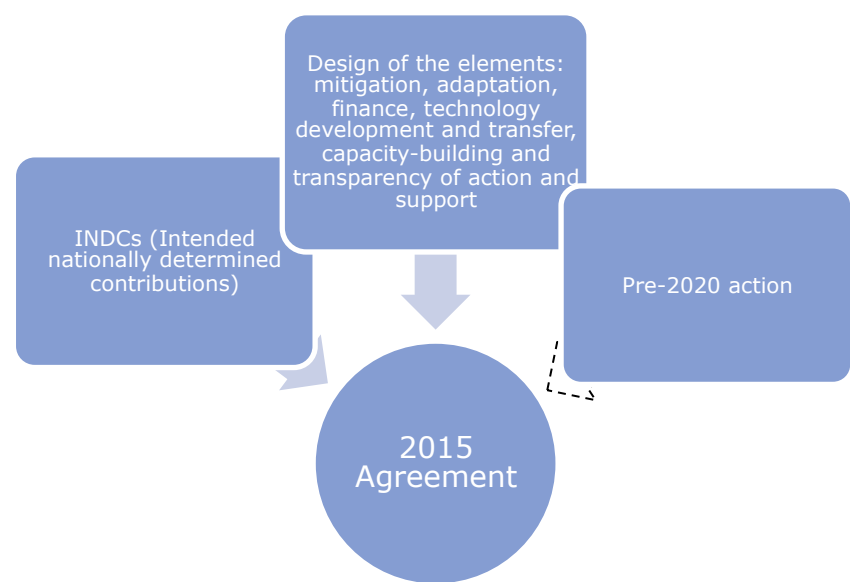 Design of the elements:
mitigation, adaptation,
finance, technology
development and transfer,
capacity-building and
transparency of action and
support
INDCs (Intended
nationally determined
contributions)
Pre-2020 action
2015
Agreement